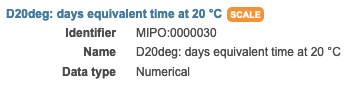 D20deg: days equivalent time at 20 °C SCALE
Identifier MIPO:0000030
Name D20deg: days equivalent time at 20 °C
Data type Numerical